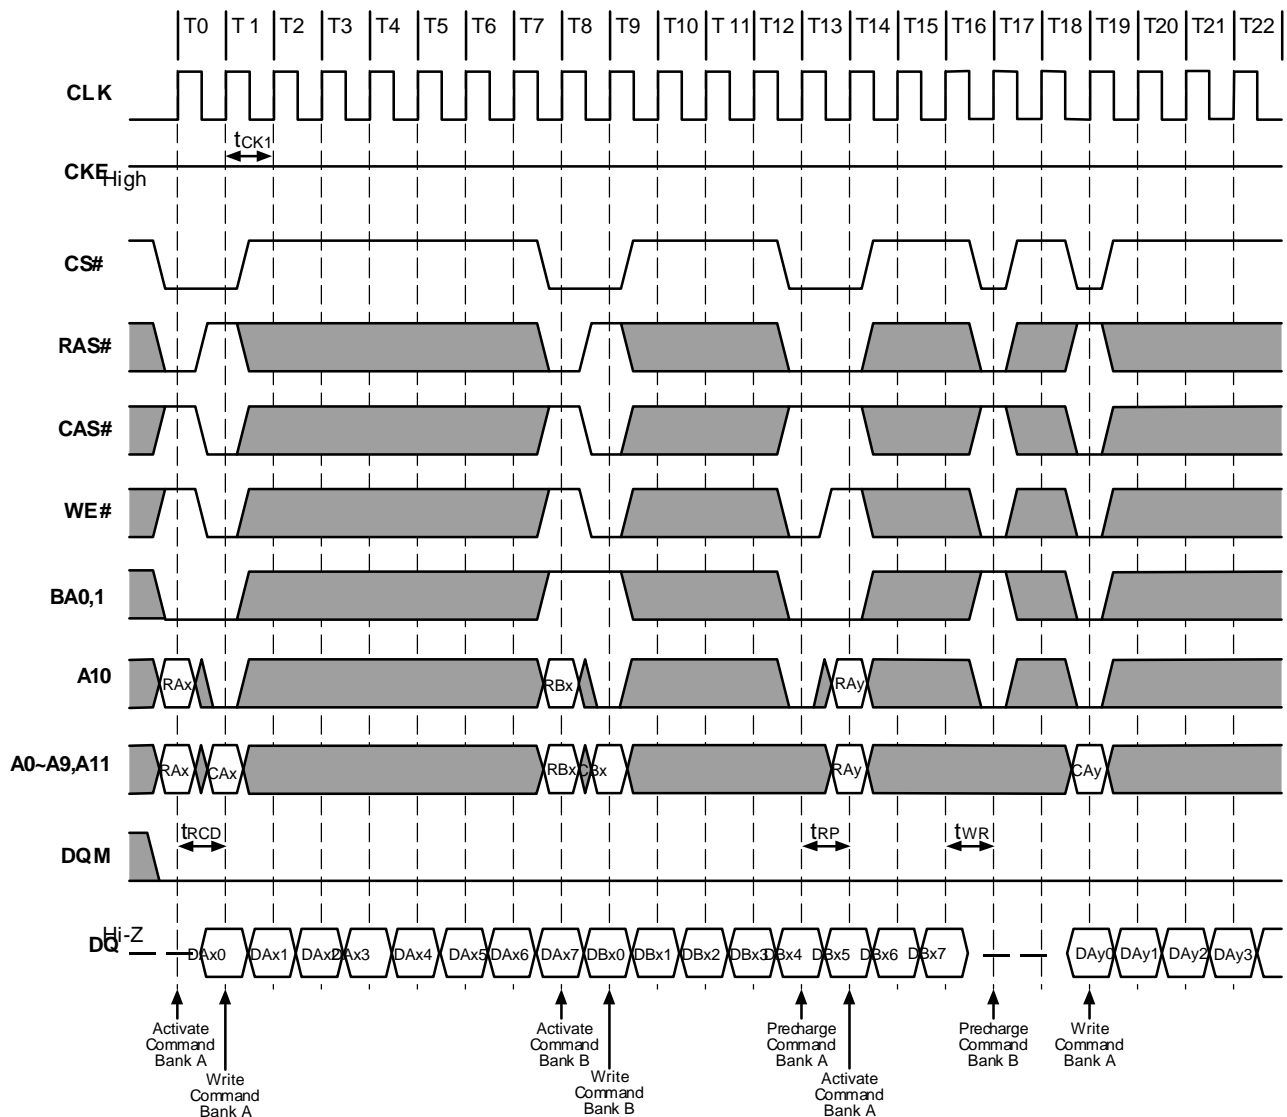 T0 T 1 T2 T3 T4 T5 T6 T7 T8 T9 T10 T 11 T12 T13 T14 T15 T16 T17 T18 T19 T20 T21 T22
CLK
tCK1
CKE High
CS#
RAS#
CAS#
WE#
BA0,1
A10 RAx RBx RAy
A0~A9,A11 RAx CAx RBx CBx RAy CAy
tRCD tRP tWR
DQM
Hi-Z
DQ DAx0 DAx1 DAx2 DAx3 DAx4 DAx5 DAx6 DAx7 DBx0 DBx1 DBx2 DBx3 DBx4 DBx5 DBx6 DBx7 DAy0 DAy1 DAy2 DAy3
Activate
Command
Bank A
Write
Command
Bank A
Activate
Command
Bank B
Write
Command
Bank B
Precharge
Command
Bank A
Activate
Command
Bank A
Precharge
Command
Bank B
Write
Command
Bank A